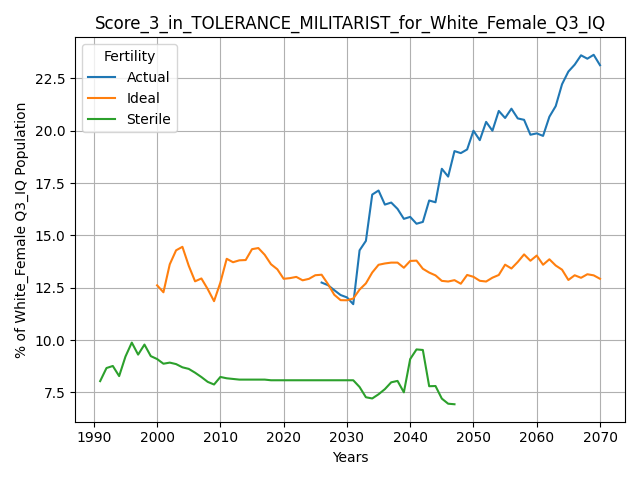 Score_3_in_TOLERANCE_MILITARIST_for_White_Female_Q3_IQ
Fertility
Actual
Ideal
Sterile
% of White_Female Q3_IQ Population
22.5
20.0
17.5
15.0
12.5
10.0
7.5
1990 2000 2010 2020 2030 2040 2050 2060 2070
Years